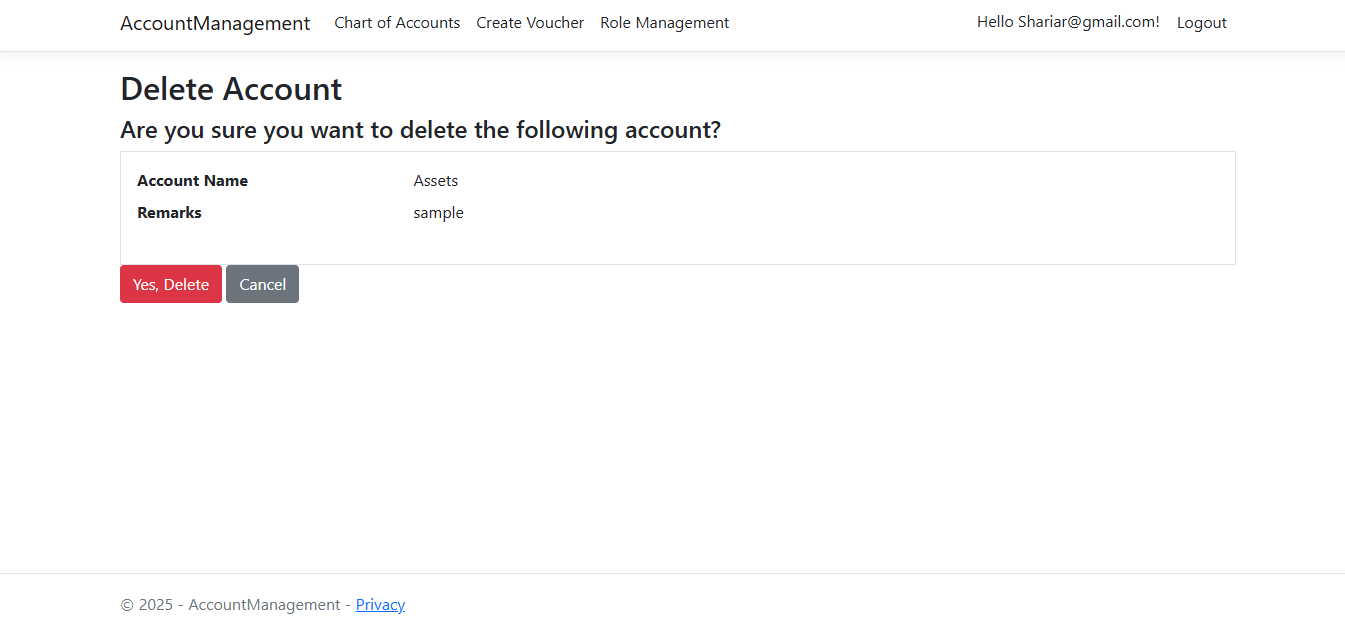 AccountManagement Chart of Accounts Create Voucher Role Management Hello Shariar@gmail.com! Logout
Delete Account
Are you sure you want to delete the following account?
Account Name Assets
Remarks sample
Yes, Delete Cancel
© 2025 - AccountManagement - Privacy